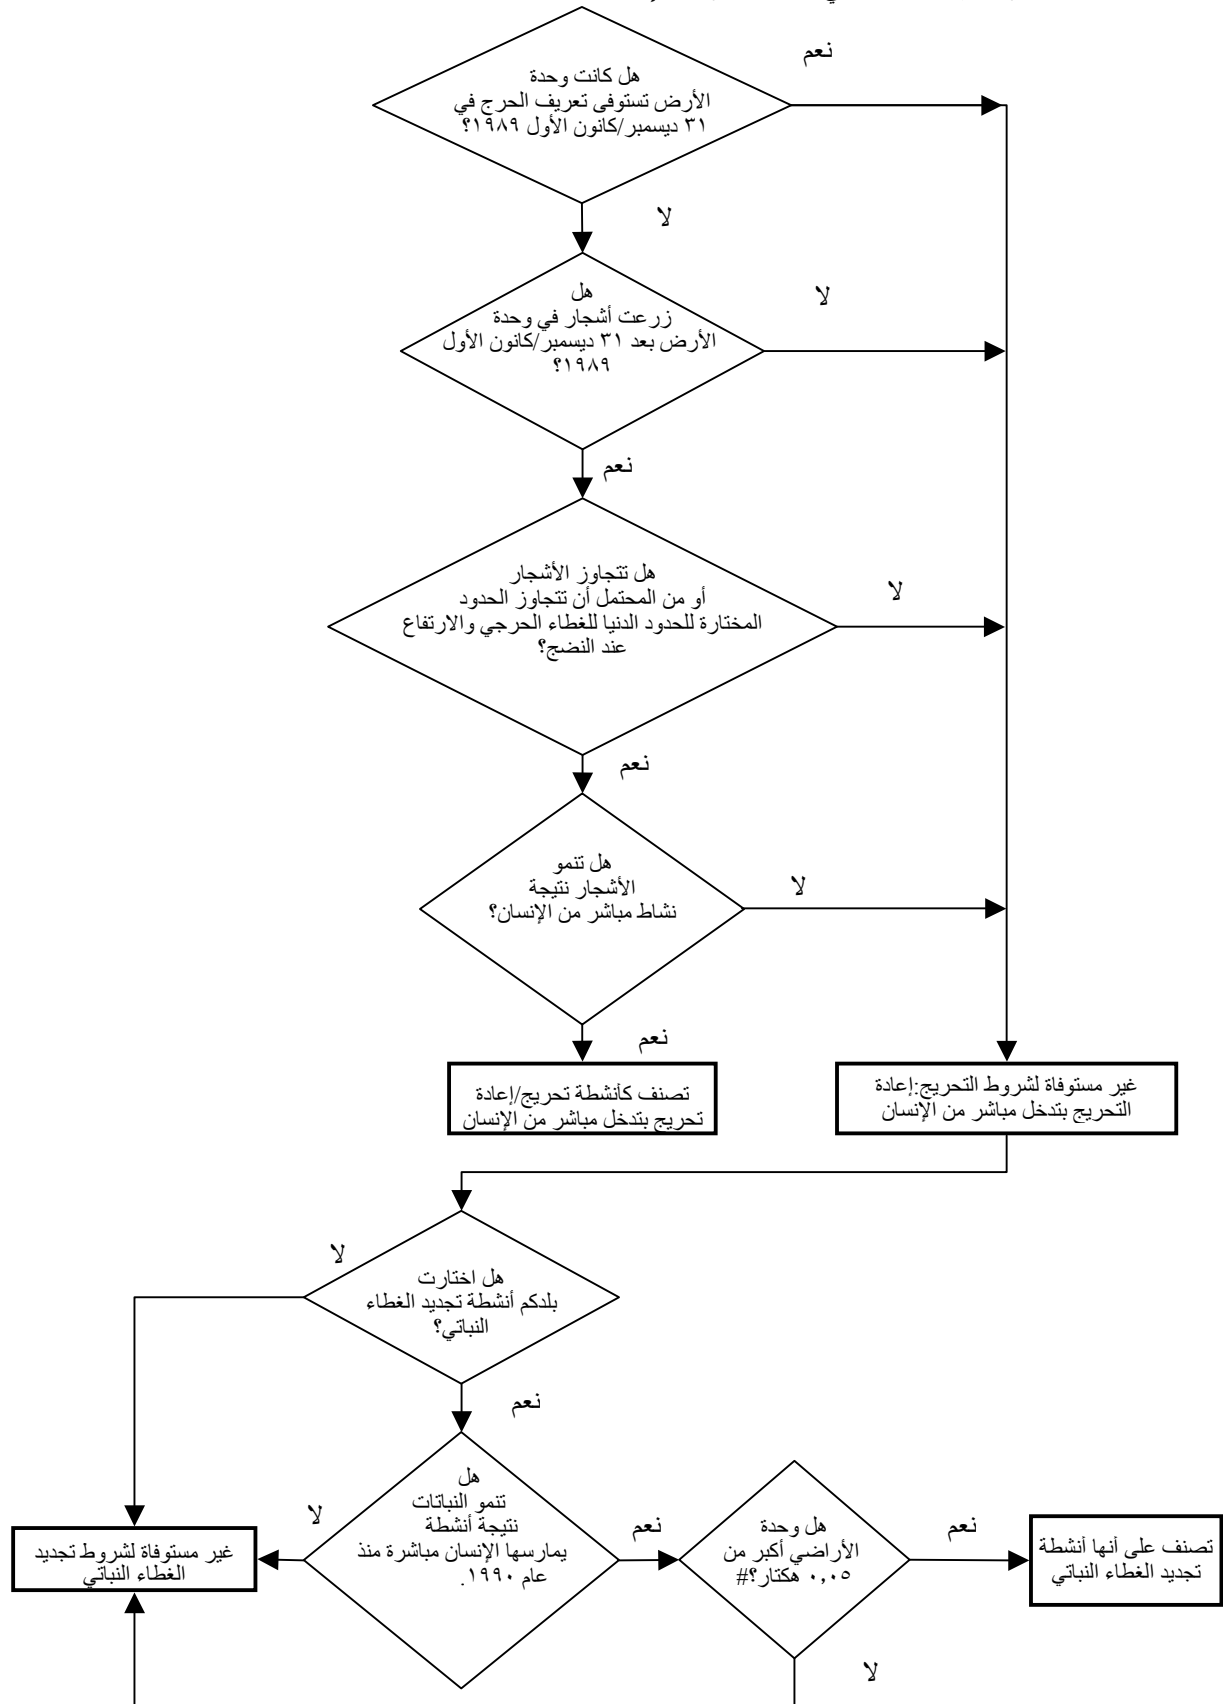 نعم
هل كانت وحدة
الأرض تستوفى تعريف الحرج في
٣١ ديسمبر/كانون الأول ١٩٨٩؟
لا
هل
زرعت أشجار في وحدة
الأرض بعد ٣١ ديسمبر/كانون الأول
١٩٨٩؟
لا
نعم
هل تتجاوز الأشجار
أو من المحتمل أن تتجاوز الحدود
المختارة للحدود الدنيا للغطاء الحرجي والارتفاع
عند النضج؟
لا
نعم
هل تنمو
الأشجار نتيجة
نشاط مباشر من الإنسان؟
لا
نعم
غير مستوفاة لشروط التحريج:إعادة
التحريج بتدخل مباشر من الإنسان
تصنف كأنشطة تحريج/إعادة
تحريج بتدخل مباشر من الإنسان
لا
هل اختارت
بلدكم أنشطة تجديد الغطاء
النباتي؟
نعم
هل
تنمو النباتات
نتيجة أنشطة
يمارسها الإنسان مباشرة منذ
عام ١٩٩٠.
لا
نعم
هل وحدة
الأراضي أكبر من
٠,٠٥ هكتار؟#
نعم
تصنف على أنها أنشطة
تجديد الغطاء النباتي
غير مستوفاة لشروط تجديد
الغطاء النباتي
لا